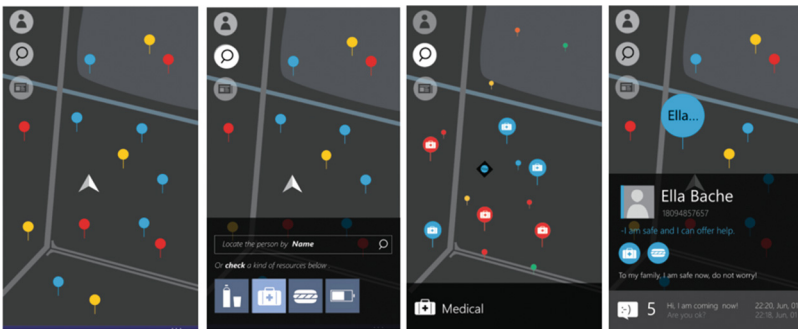 Locate the person by Name
Or check a kind of resources below
Medical
Ella...
Ella Bache
18094857657
-I am safe and I can offer help.
To my family, I am safe now, do not worry!
:-)
5
Hi, I am coming now!
22:20, Jun, 01
Are you ok?
22:18, Jun, 01